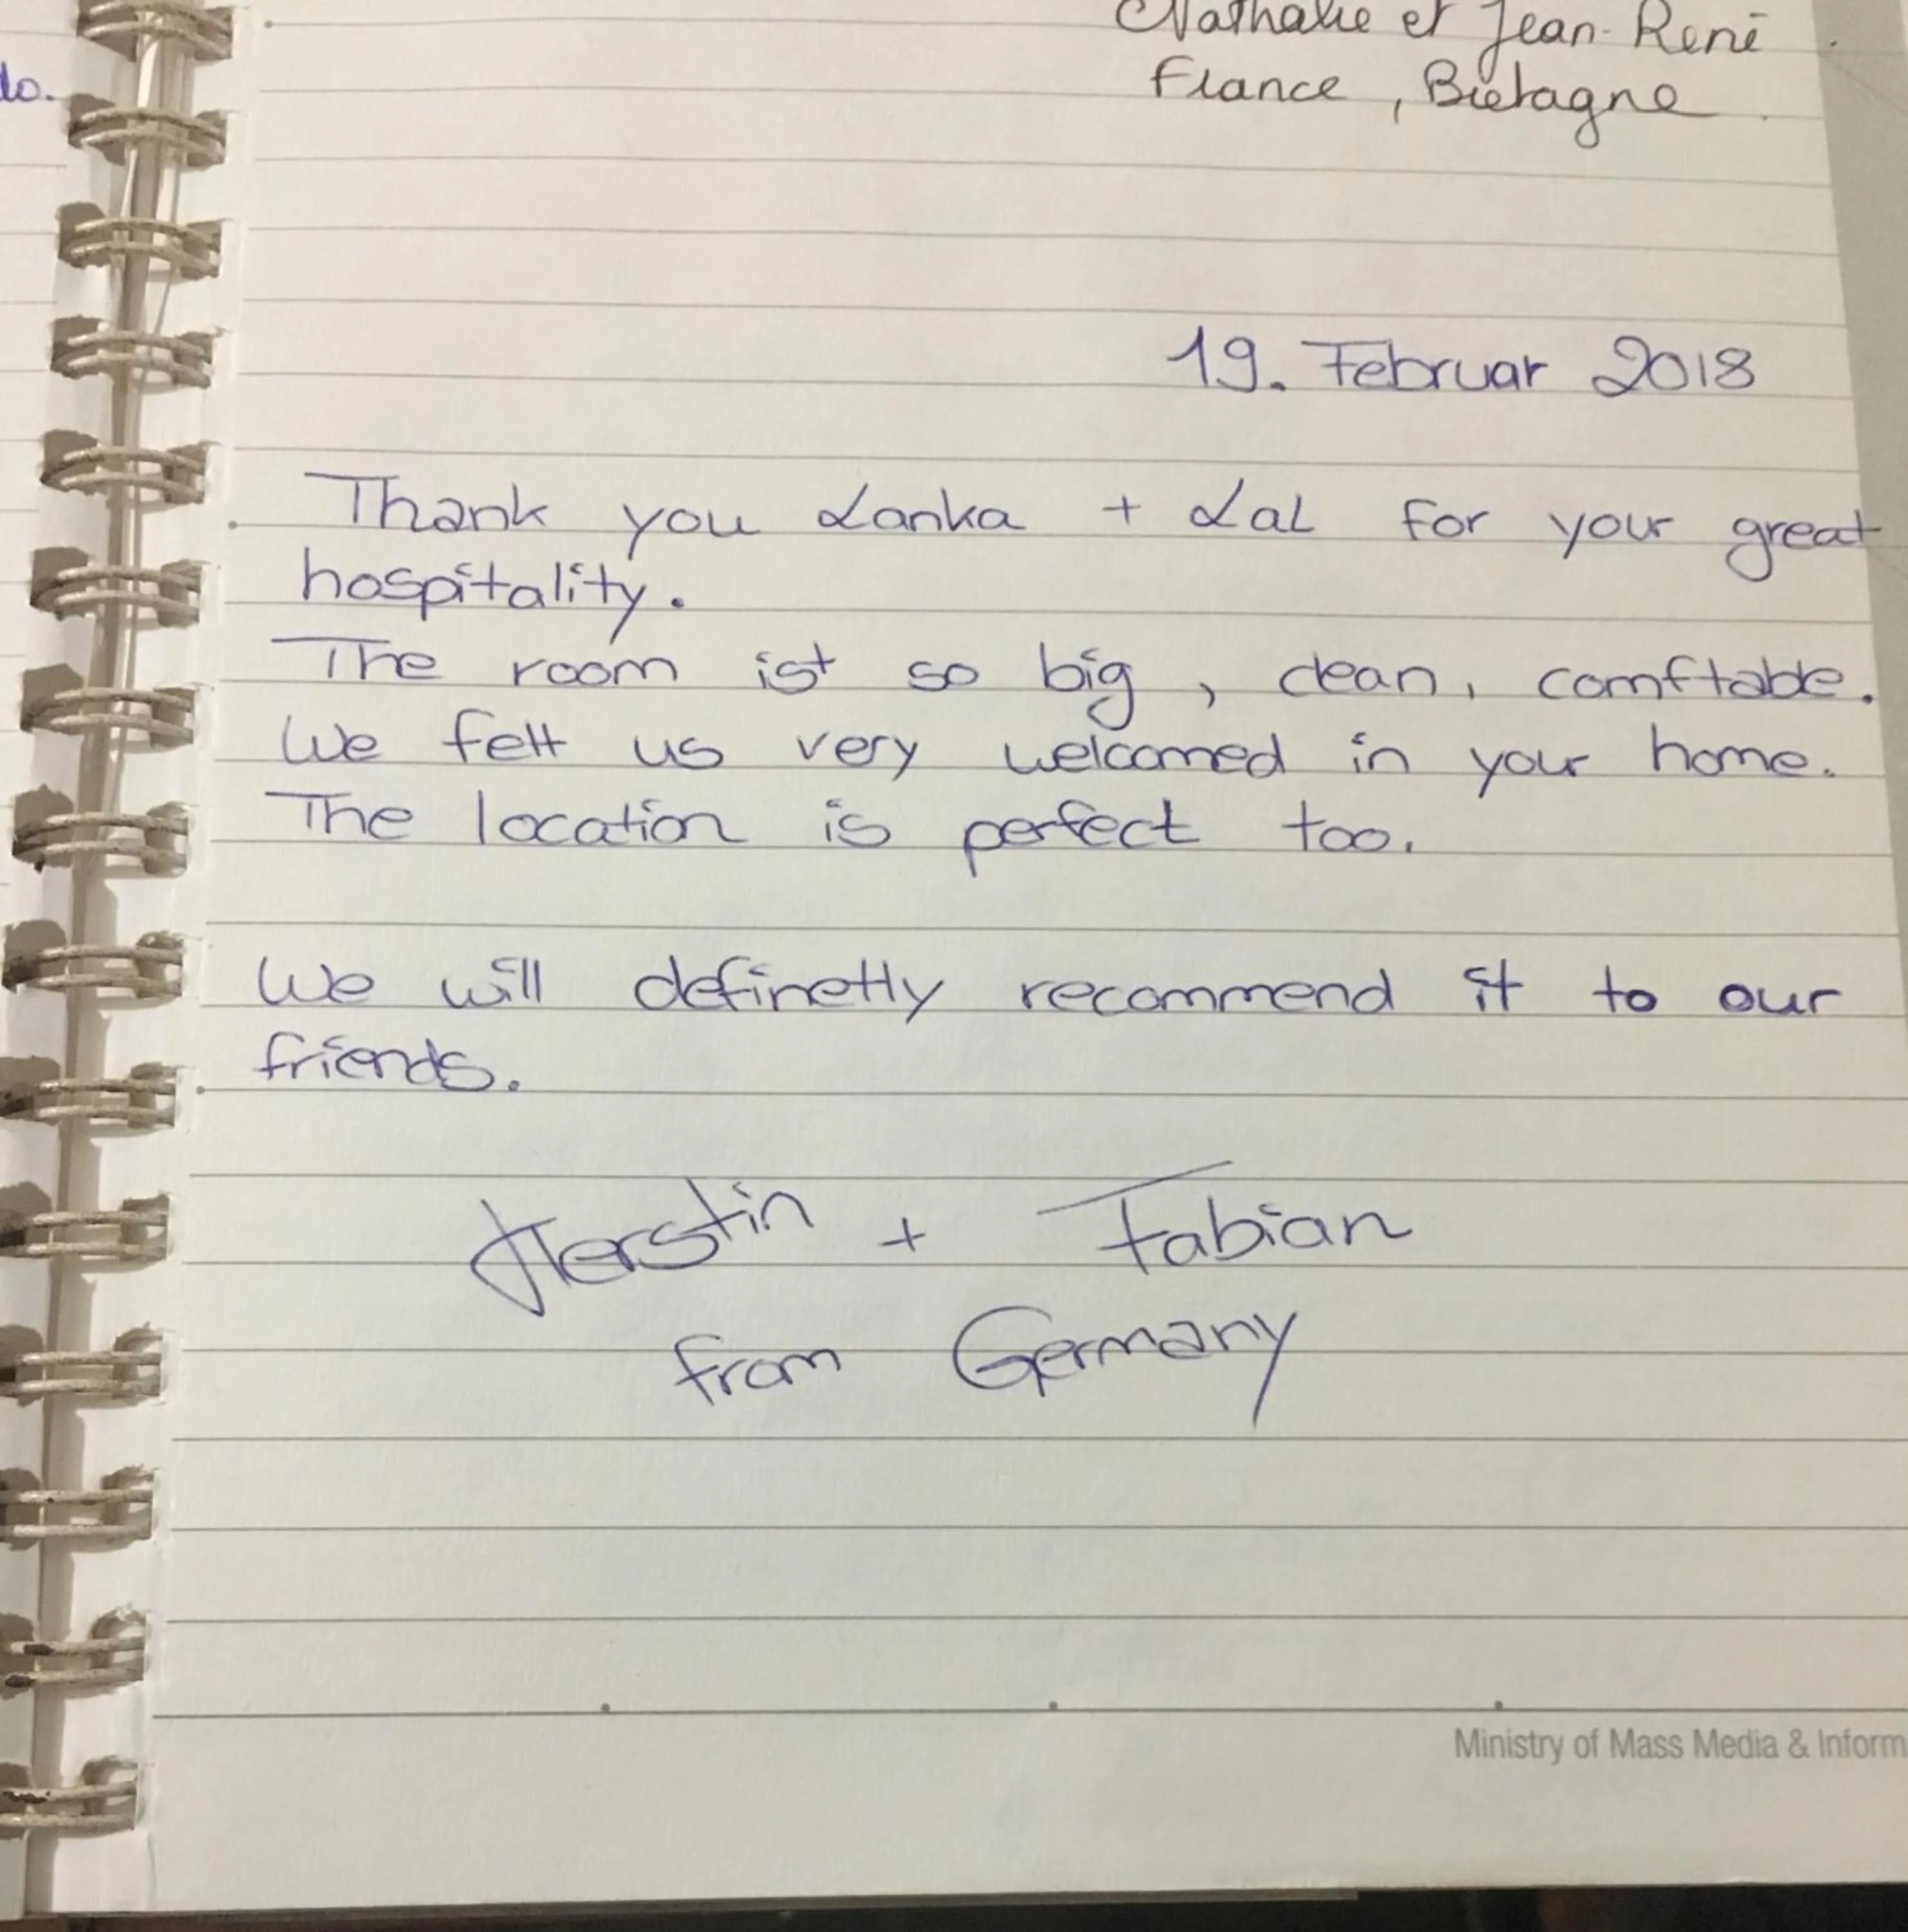 Nathalie et Jean-René
do.
France, Bretagne
19. Februar 2018
Thank you Lanka + Lal for your great
hospitality.
The room ist so big, clean, comftable.
We felt us very welcomed in your home.
The location is perfect too.
We will definetly recommend it to our
friends.
Kerstin + Fabian
from Germany
Ministry of Mass Media & Inform